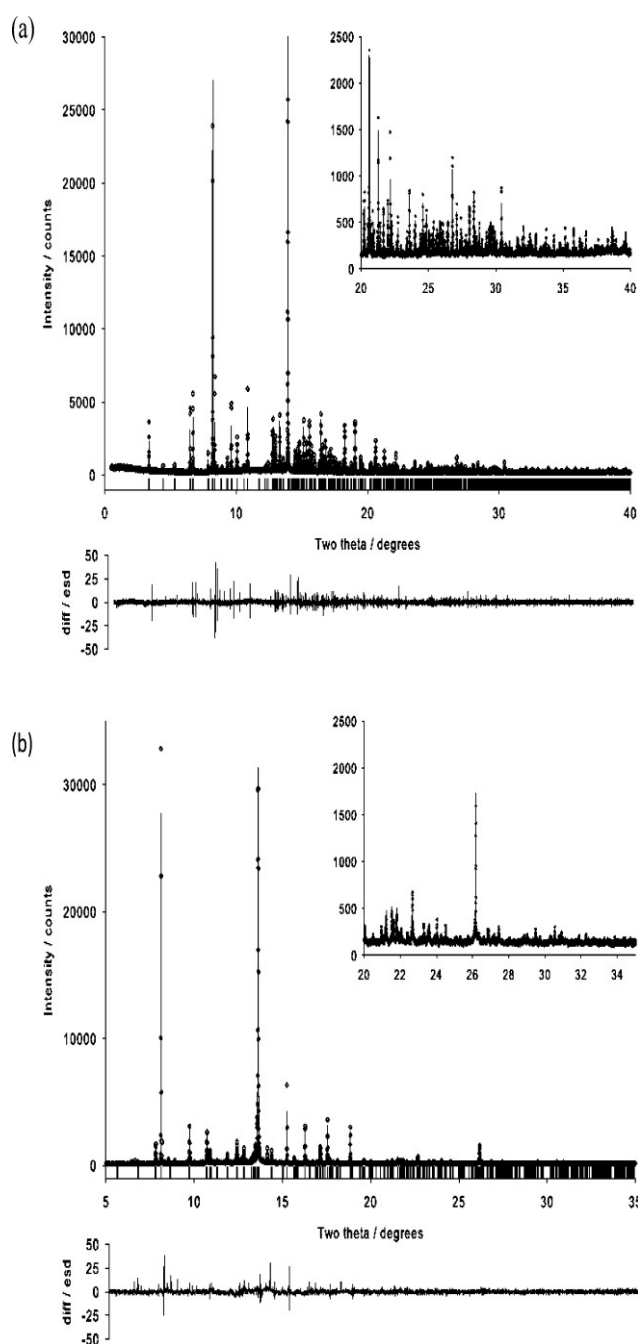 (a)
30000
25000
20000
15000
10000
5000
0
Intensity / counts
0 10 20 30 40
Two theta / degrees
2500
2000
1500
1000
500
0
20 25 30 35 40
50
25
0
-25
-50
diff / esd
(b)
30000
20000
10000
0
Intensity / counts
5 10 15 20 25 30 35
Two theta / degrees
2500
2000
1500
1000
500
0
20 22 24 26 28 30 32 34
50
25
0
-25
-50
diff / esd